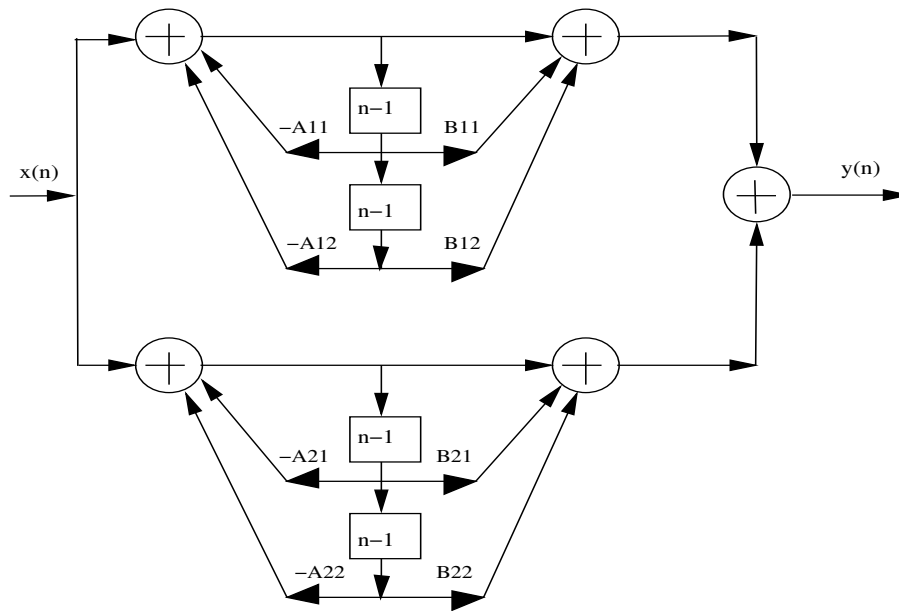 n−1
−A11 B11
x(n) y(n)
n−1
−A12 B12
n−1
−A21 B21
n−1
−A22 B22